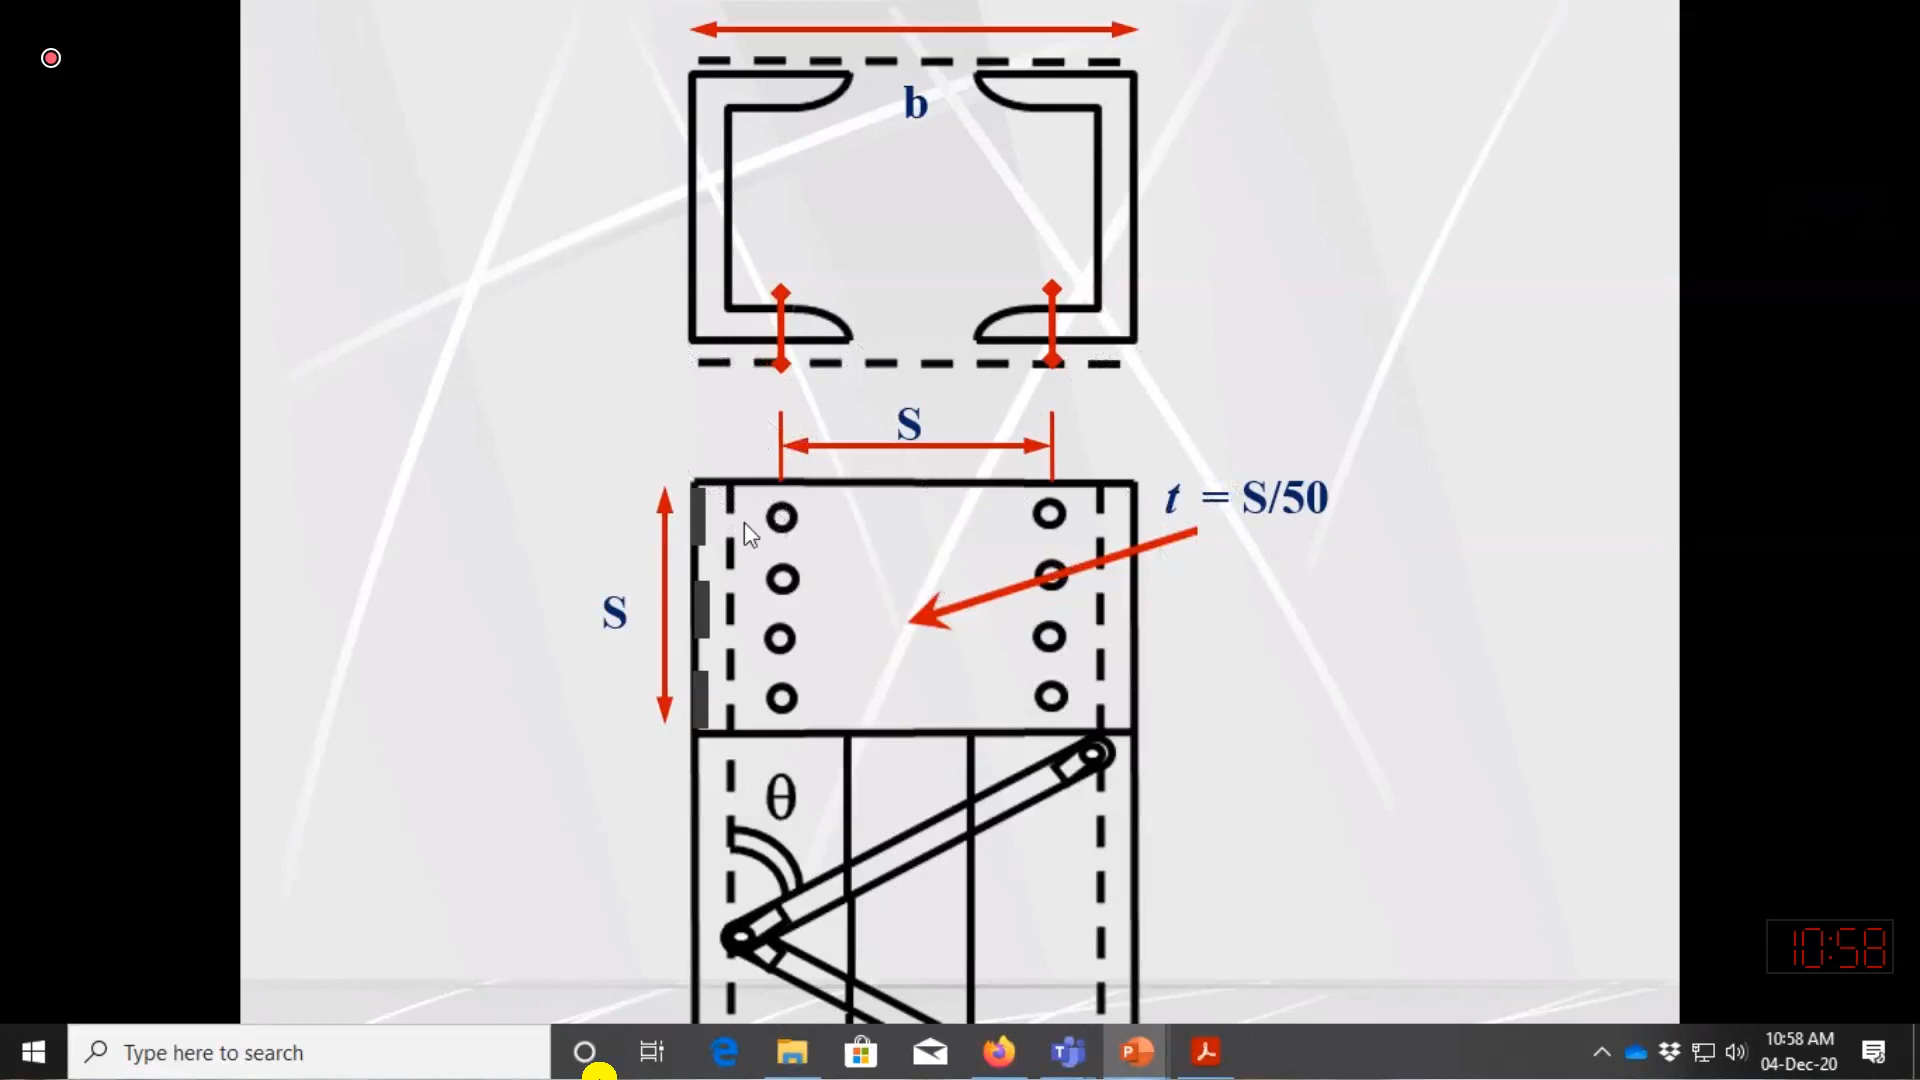 b
S
t = S/50
S
θ
10:58
Type here to search
10:58 AM
04-Dec-20